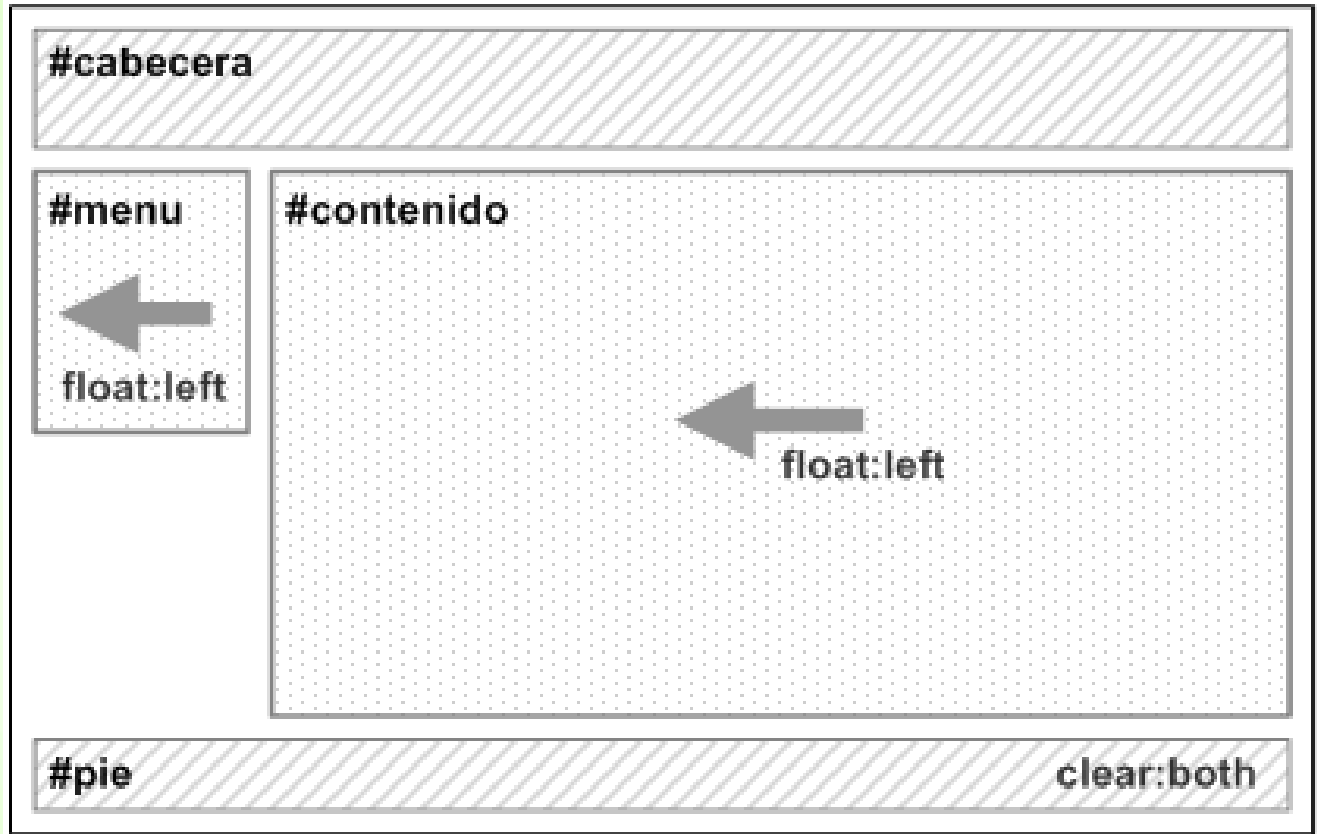 #cabecera
#menu
#contenido
float:left
float:left
#pie
clear:both